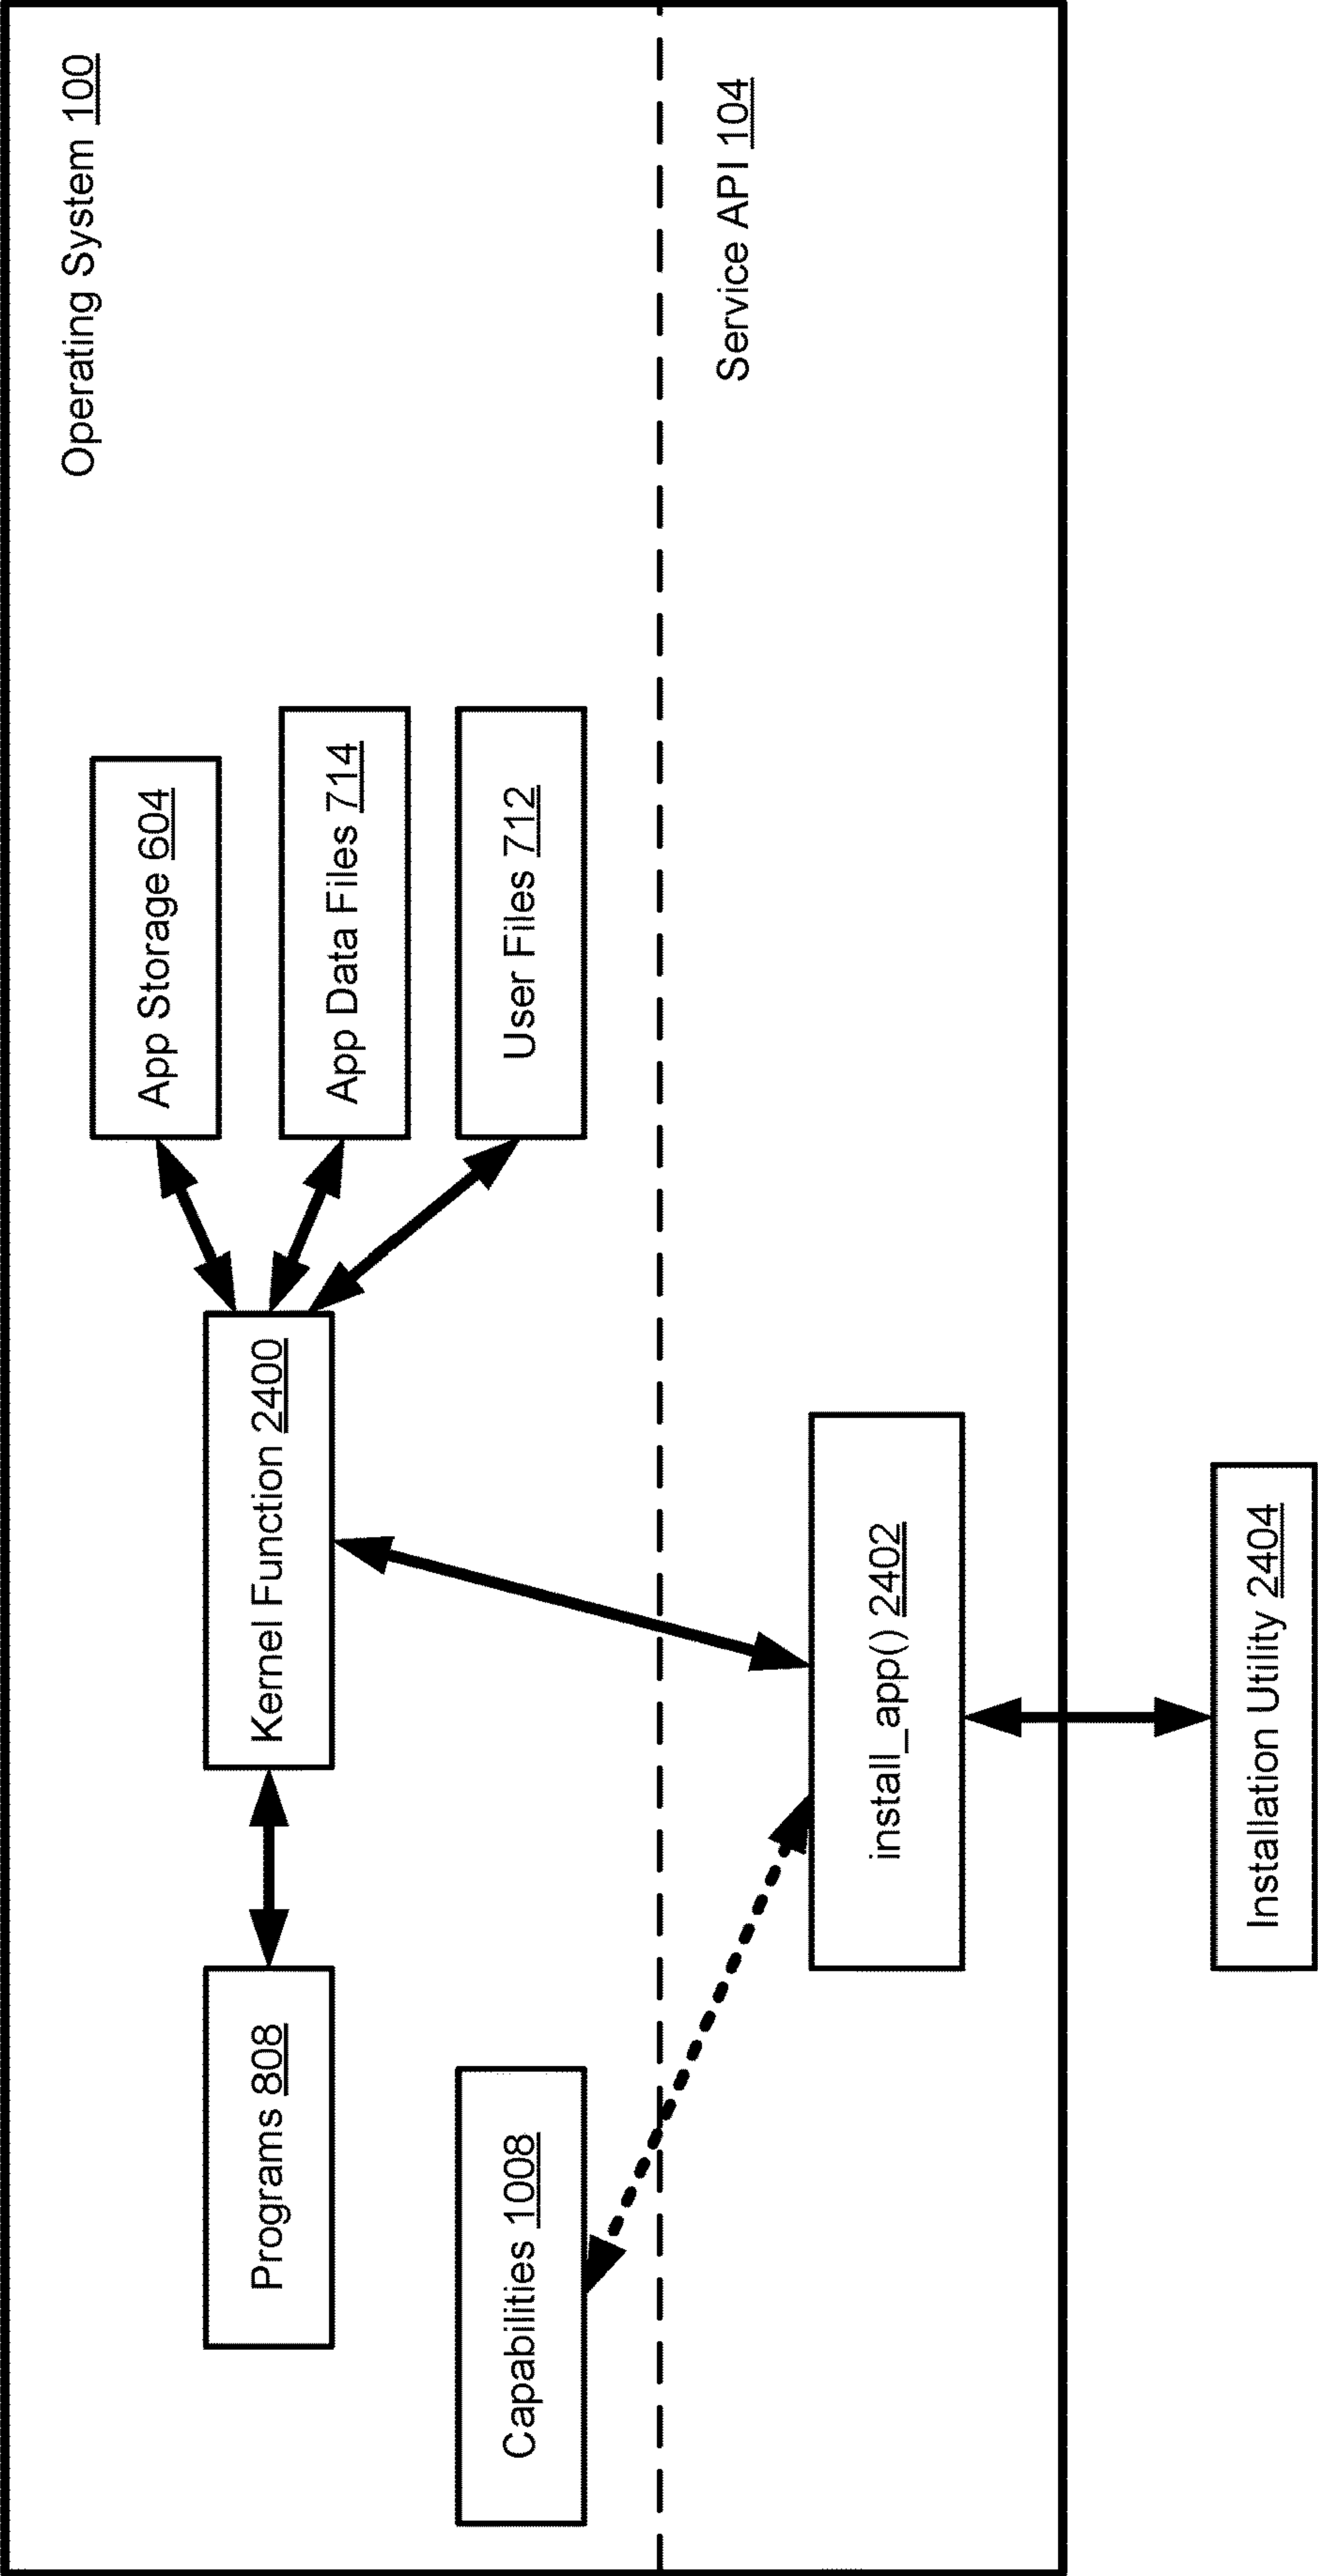 Operating System 100
App Storage 604
Kernel Function 2400
Programs 808
App Data Files 714
User Files 712
Capabilities 1008
Service API 104
install_app() 2402
Installation Utility 2404